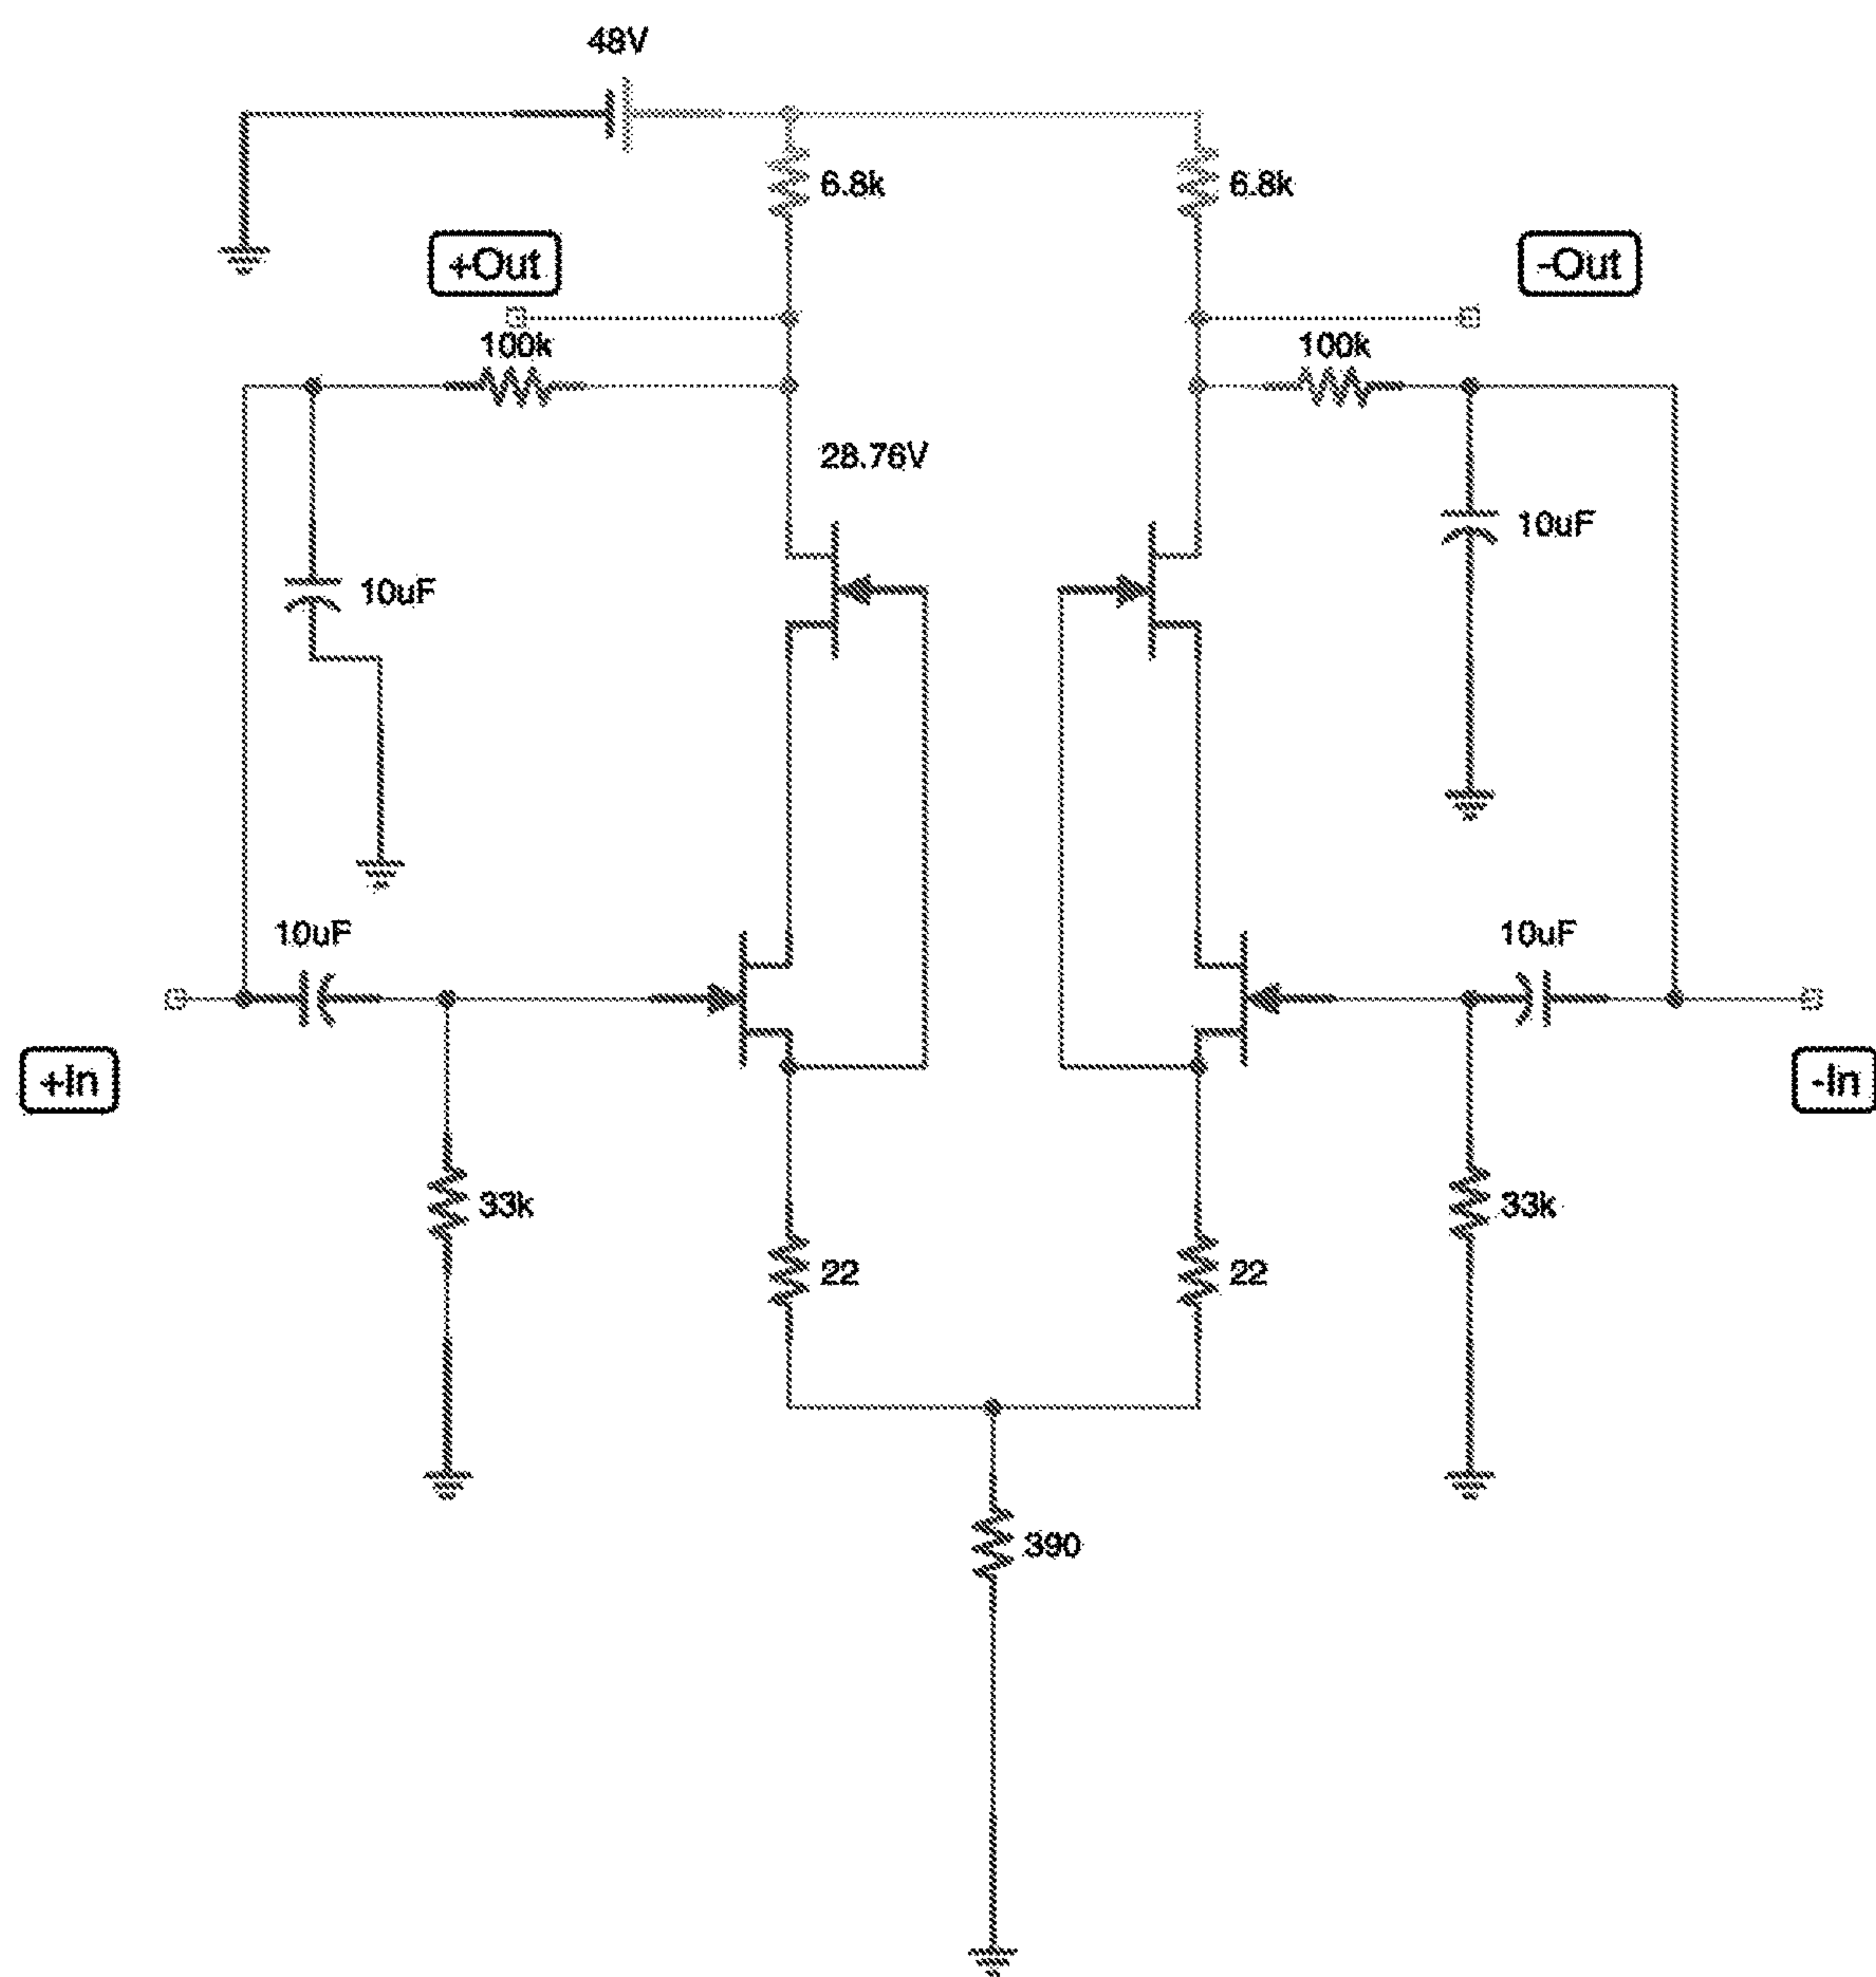 48V
6.8k
6.8k
+Out
-Out
100k
100k
28.76V
10uF
10uF
10uF
10uF
+In
-In
33k
33k
22
22
390